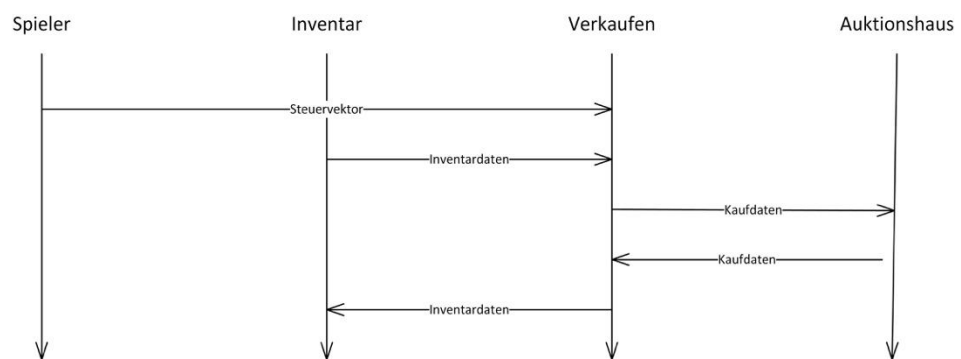 Spieler
Inventar
Verkaufen
Auktionshaus
Steuervektor
Inventardaten
Kaufdaten
Kaufdaten
Inventardaten